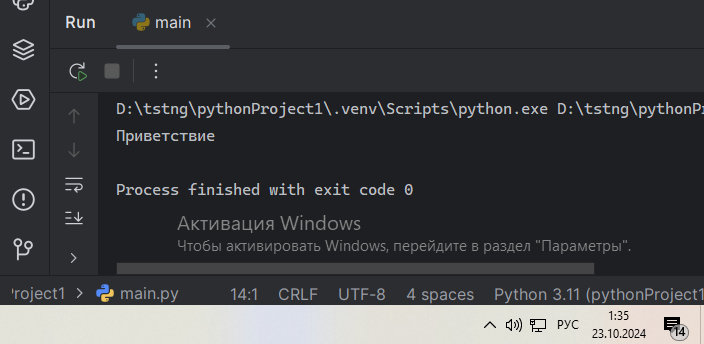 Run main
D:\tstng\pythonProject1\.venv\Scripts\python.exe D:\tstng\pythonPr
Приветствие
Process finished with exit code 0
Активация Windows
Чтобы активировать Windows, перейдите в раздел "Параметры".
roject1 > main.py 14:1 CRLF UTF-8 4 spaces Python 3.11 (pythonProject1
РУС 1:35
23.10.2024 14